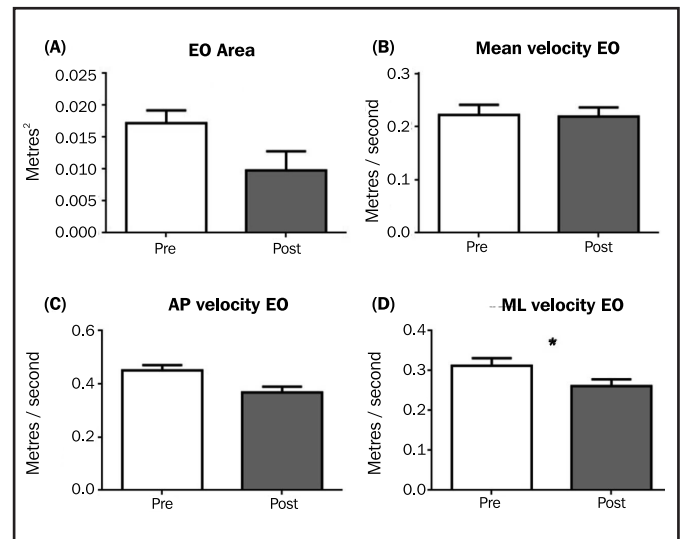 (A)
EO Area
Metres²
0.025
0.020
0.015
0.010
0.005
0.000
Pre Post
(B)
Mean velocity EO
Metres / second
0.3
0.2
0.1
0.0
Pre Post
(C)
AP velocity EO
Metres / second
0.6
0.4
0.2
0.0
Pre Post
(D)
ML velocity EO
Metres / second
0.4
0.3
0.2
0.1
0.0
*
Pre Post